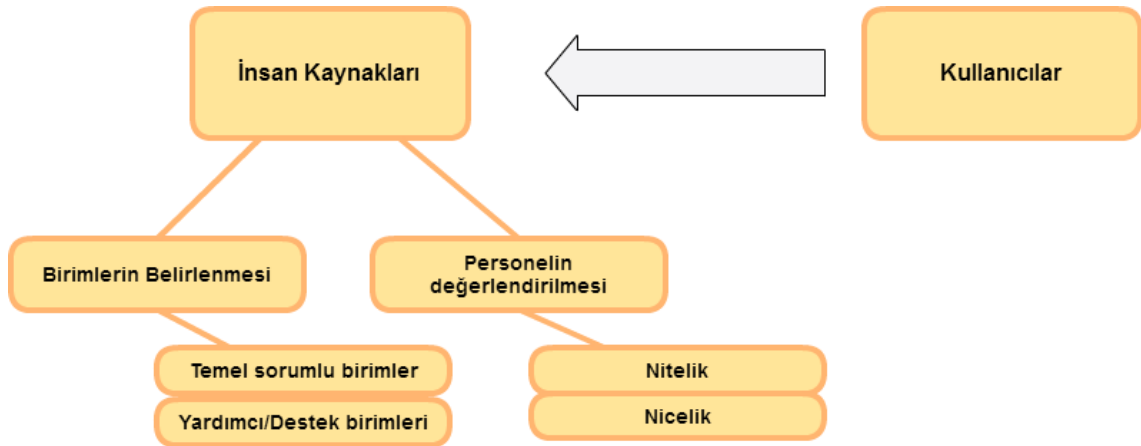 İnsan Kaynakları
Kullanıcılar
Birimlerin Belirlenmesi
Personelin
değerlendirilmesi
Temel sorumlu birimler
Yardımcı/Destek birimleri
Nitelik
Nicelik